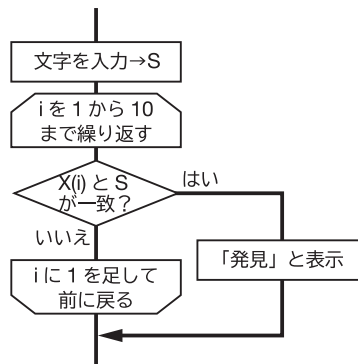 文字を入力→S
iを1から10
まで繰り返す
X(i)とS
が一致？
はい
いいえ
「発見」と表示
iに1を足して
前に戻る